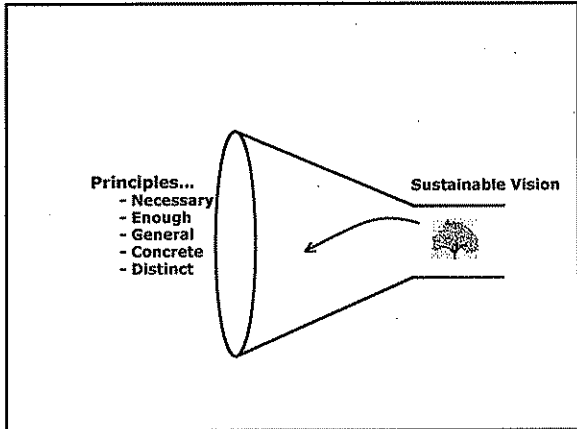 Principles...
- Necessary
- Enough
- General
- Concrete
- Distinct
Sustainable Vision